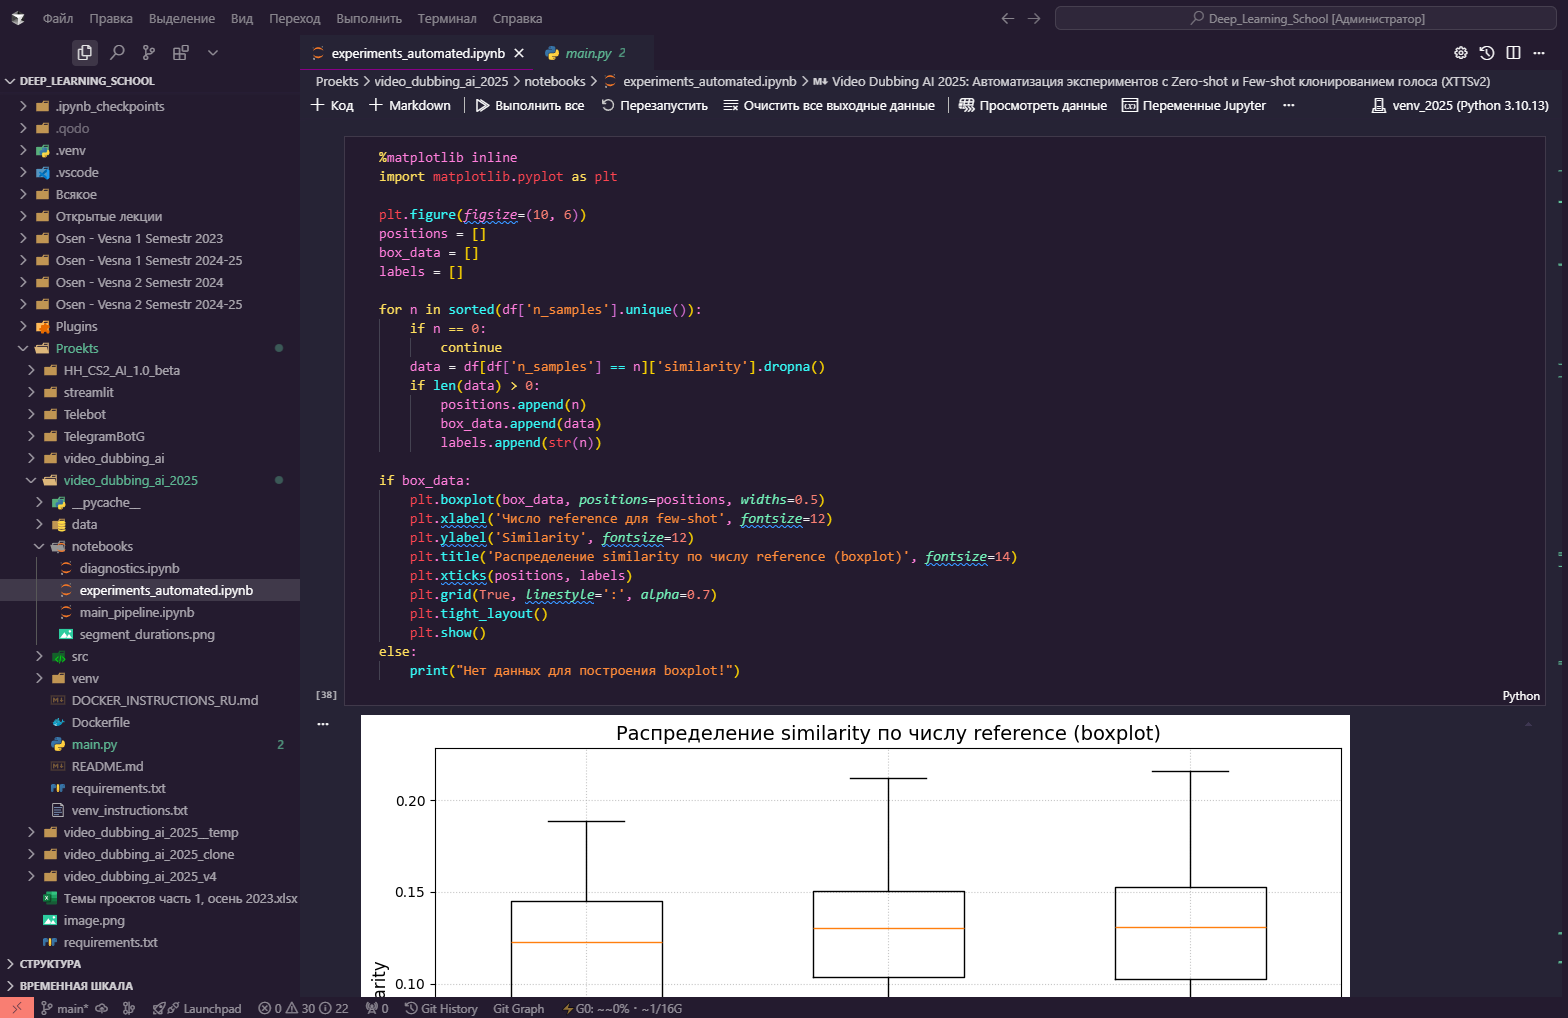 Файл Правка Выделение Вид Переход Выполнить Терминал Справка
Deep_Learning_School [Администратор]
experiments_automated.ipynb
main.py 2
DEEP_LEARNING_SCHOOL
.ipynb_checkpoints
.qodo
.venv
.vscode
Всякое
Открытые лекции
Osen - Vesna 1 Semestr 2023
Osen - Vesna 1 Semestr 2024-25
Osen - Vesna 2 Semestr 2024
Osen - Vesna 2 Semestr 2024-25
Plugins
Proekts
HH_CS2_AI_1.0_beta
streamlit
Telebot
TelegramBotG
video_dubbing_ai
video_dubbing_ai_2025
__pycache__
data
notebooks
diagnostics.ipynb
experiments_automated.ipynb
main_pipeline.ipynb
segment_durations.png
src
venv
DOCKER_INSTRUCTIONS_RU.md
Dockerfile
main.py 2
README.md
requirements.txt
venv_instructions.txt
video_dubbing_ai_2025__temp
video_dubbing_ai_2025_clone
video_dubbing_ai_2025_v4
Темы проектов часть 1, осень 2023.xlsx
image.png
requirements.txt
СТРУКТУРА
ВРЕМЕННАЯ ШКАЛА
Proekts > video_dubbing_ai_2025 > notebooks > experiments_automated.ipynb > M↓ Video Dubbing AI 2025: Автоматизация экспериментов с Zero-shot и Few-shot клонированием голоса (XTTSv2)
+ Код + Markdown | Выполнить все Перезапустить Очистить все выходные данные | Просмотреть данные Переменные Jupyter ··· venv_2025 (Python 3.10.13)
%matplotlib inline
import matplotlib.pyplot as plt
plt.figure(figsize=(10, 6))
positions = []
box_data = []
labels = []
for n in sorted(df['n_samples'].unique()):
if n == 0:
continue
data = df[df['n_samples'] == n]['similarity'].dropna()
if len(data) > 0:
positions.append(n)
box_data.append(data)
labels.append(str(n))
if box_data:
plt.boxplot(box_data, positions=positions, widths=0.5)
plt.xlabel('Число reference для few-shot', fontsize=12)
plt.ylabel('Similarity', fontsize=12)
plt.title('Распределение similarity по числу reference (boxplot)', fontsize=14)
plt.xticks(positions, labels)
plt.grid(True, linestyle=':', alpha=0.7)
plt.tight_layout()
plt.show()
else:
print("Нет данных для построения boxplot!")
[38]
Python
Распределение similarity по числу reference (boxplot)
0.20
0.15
0.10
arity
main* Launchpad 0 30 22 0 Git History Git Graph G0: ~~0% · ~1/16G